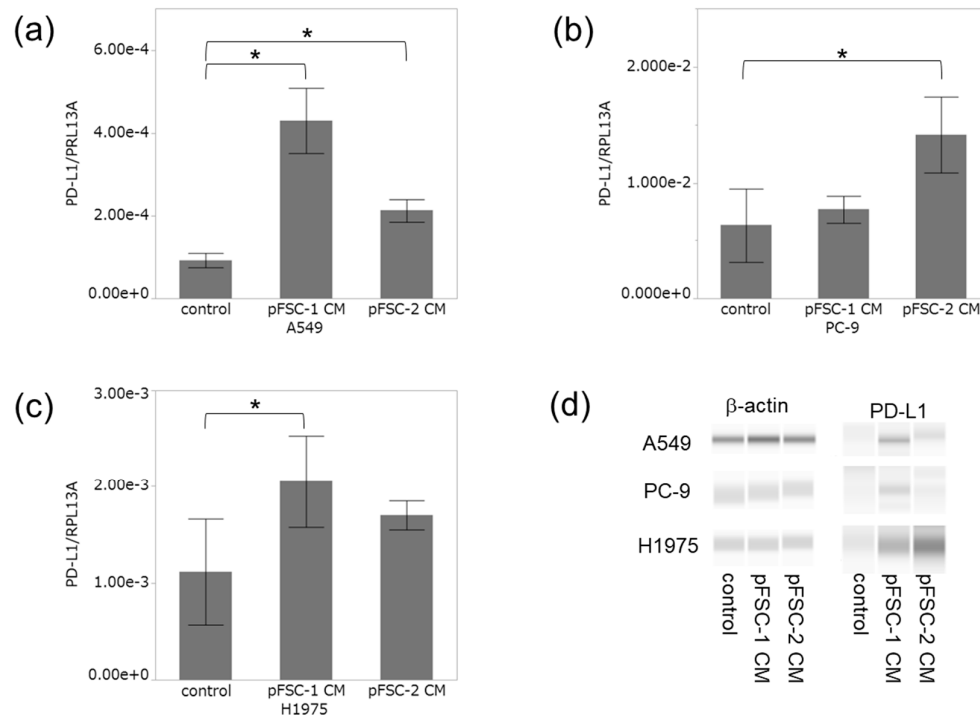 (a)
PD-L1/PRL13A
6.00e-4
4.00e-4
2.00e-4
0.00e+0
*
*
control
pFSC-1 CM
pFSC-2 CM
A549
(b)
PD-L1/RPL13A
2.000e-2
1.000e-2
0.000e+0
*
control
pFSC-1 CM
pFSC-2 CM
PC-9
(c)
PD-L1/RPL13A
3.00e-3
2.00e-3
1.00e-3
0.00e+0
*
control
pFSC-1 CM
pFSC-2 CM
H1975
(d)
β-actin
PD-L1
A549
PC-9
H1975
control
pFSC-1 CM
pFSC-2 CM
control
pFSC-1 CM
pFSC-2 CM